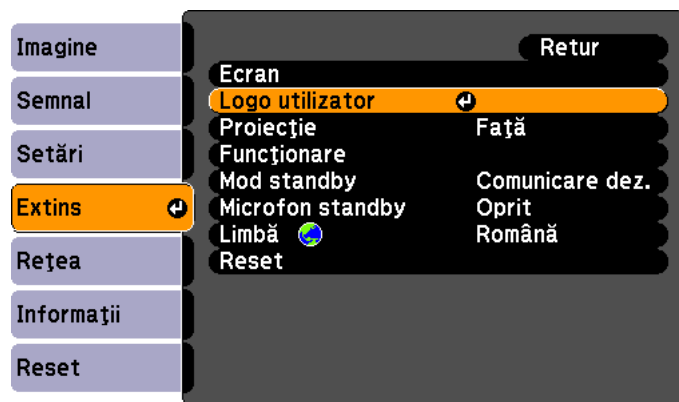 Imagine
Semnal
Setări
Extins
Reţea
Informaţii
Reset
Retur
Ecran
Logo utilizator
Proiecţie Faţă
Funcţionare
Mod standby Comunicare dez.
Microfon standby Oprit
Limbă Română
Reset